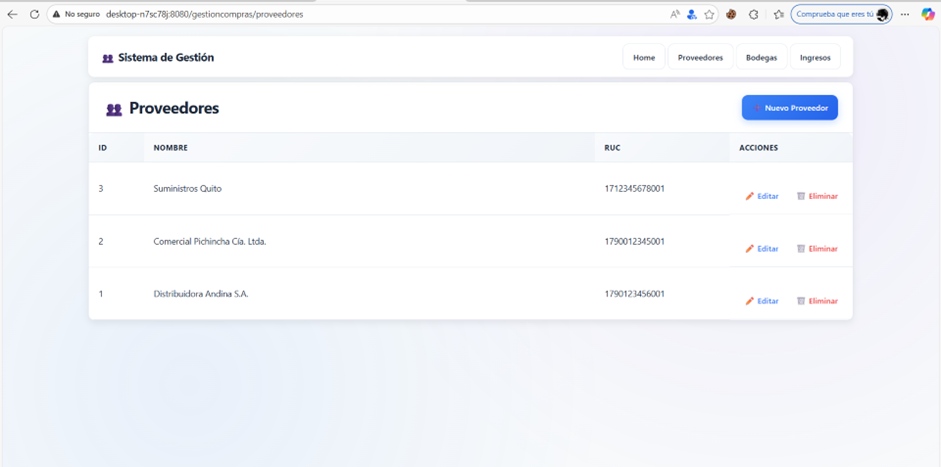 No seguro desktop-n7sc78j:8080/gestioncompras/proveedores Comprueba que eres tú
Sistema de Gestión Home Proveedores Bodegas Ingresos
Proveedores Nuevo Proveedor
ID NOMBRE RUC ACCIONES
3 Suministros Quito 1712345678001 Editar Eliminar
2 Comercial Pichincha Cía. Ltda. 1790012345001 Editar Eliminar
1 Distribuidora Andina S.A. 1790123456001 Editar Eliminar